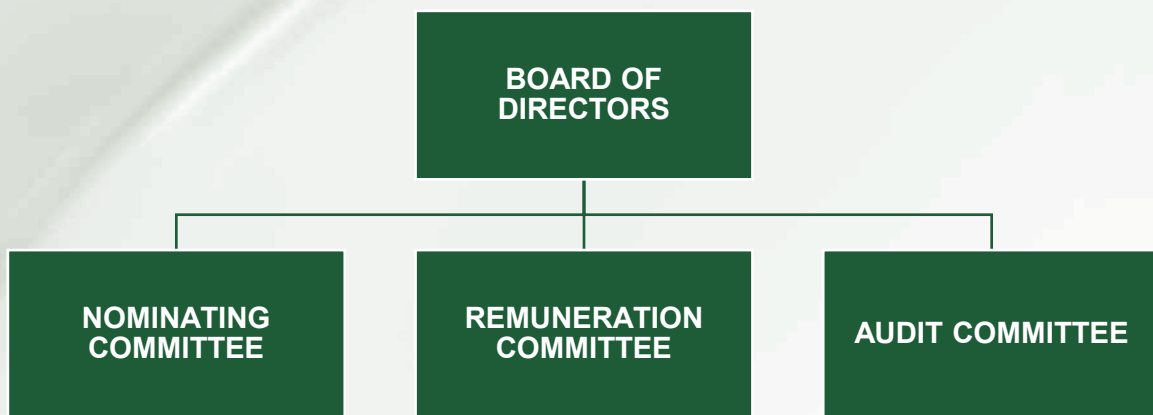 BOARD OF
DIRECTORS
NOMINATING
COMMITTEE
REMUNERATION
COMMITTEE
AUDIT COMMITTEE